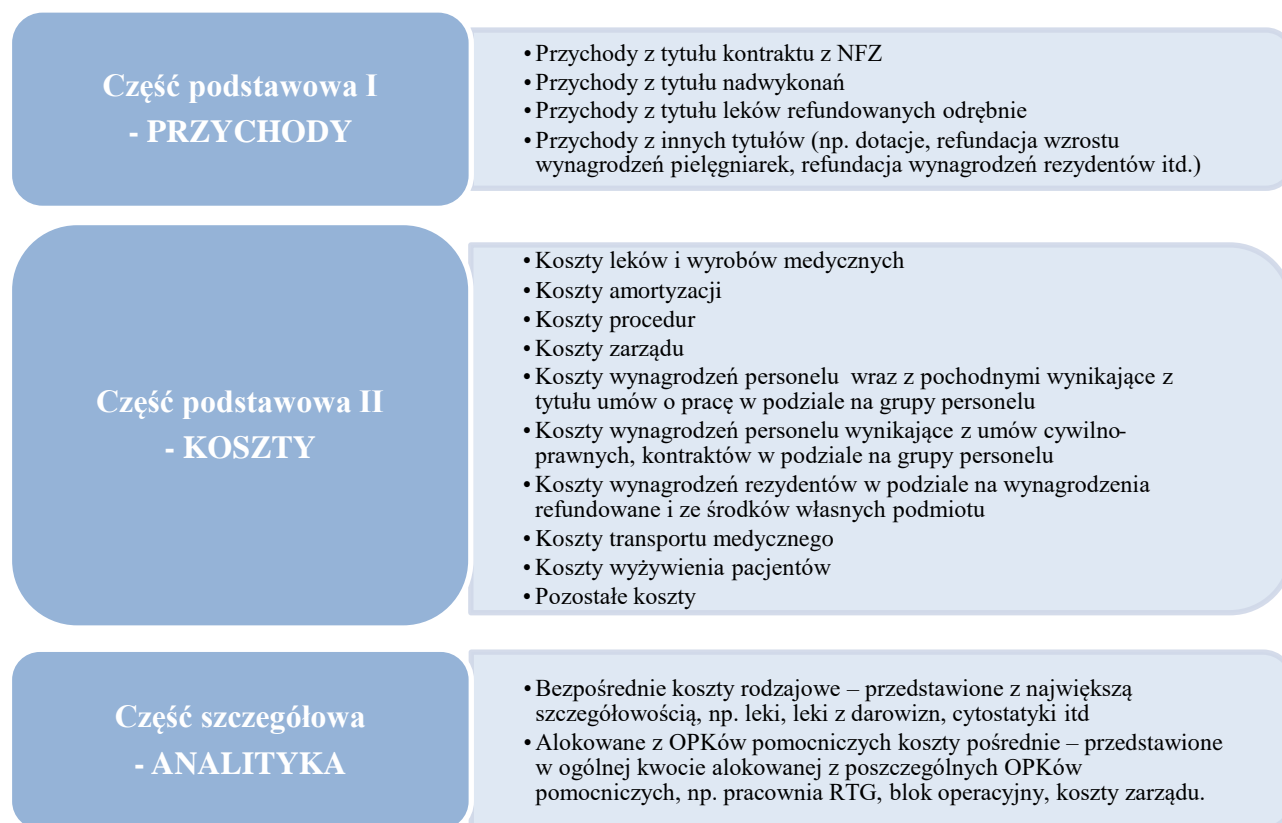 Część podstawowa I
- PRZYCHODY
• Przychody z tytułu kontraktu z NFZ
• Przychody z tytułu nadwykonań
• Przychody z tytułu leków refundowanych odrębnie
• Przychody z innych tytułów (np. dotacje, refundacja wzrostu
wynagrodzeń pielęgniarek, refundacja wynagrodzeń rezydentów itd.)
Część podstawowa II
- KOSZTY
• Koszty leków i wyrobów medycznych
• Koszty amortyzacji
• Koszty procedur
• Koszty zarządu
• Koszty wynagrodzeń personelu wraz z pochodnymi wynikające z
tytułu umów o pracę w podziale na grupy personelu
• Koszty wynagrodzeń personelu wynikające z umów cywilno-
prawnych, kontraktów w podziale na grupy personelu
• Koszty wynagrodzeń rezydentów w podziale na wynagrodzenia
refundowane i ze środków własnych podmiotu
• Koszty transportu medycznego
• Koszty wyżywienia pacjentów
• Pozostałe koszty
Część szczegółowa
- ANALITYKA
• Bezpośrednie koszty rodzajowe – przedstawione z największą
szczegółowością, np. leki, leki z darowizn, cytostatyki itd
• Alokowane z OPKów pomocniczych koszty pośrednie – przedstawione
w ogólnej kwocie alokowanej z poszczególnych OPKów
pomocniczych, np. pracownia RTG, blok operacyjny, koszty zarządu.